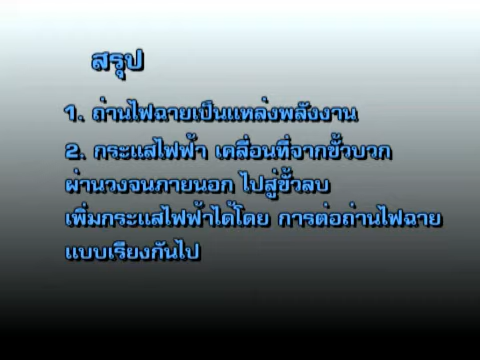 สรุป
1. ถ่านไฟฉายเป็นแหล่งพลังงาน
2. กระแสไฟฟ้า เคลื่อนที่จากขั้วบวก
ผ่านวงจนภายนอก ไปสู่ขั้วลบ
เพิ่มกระแสไฟฟ้าได้โดย การต่อถ่านไฟฉาย
แบบเรียงกันไป